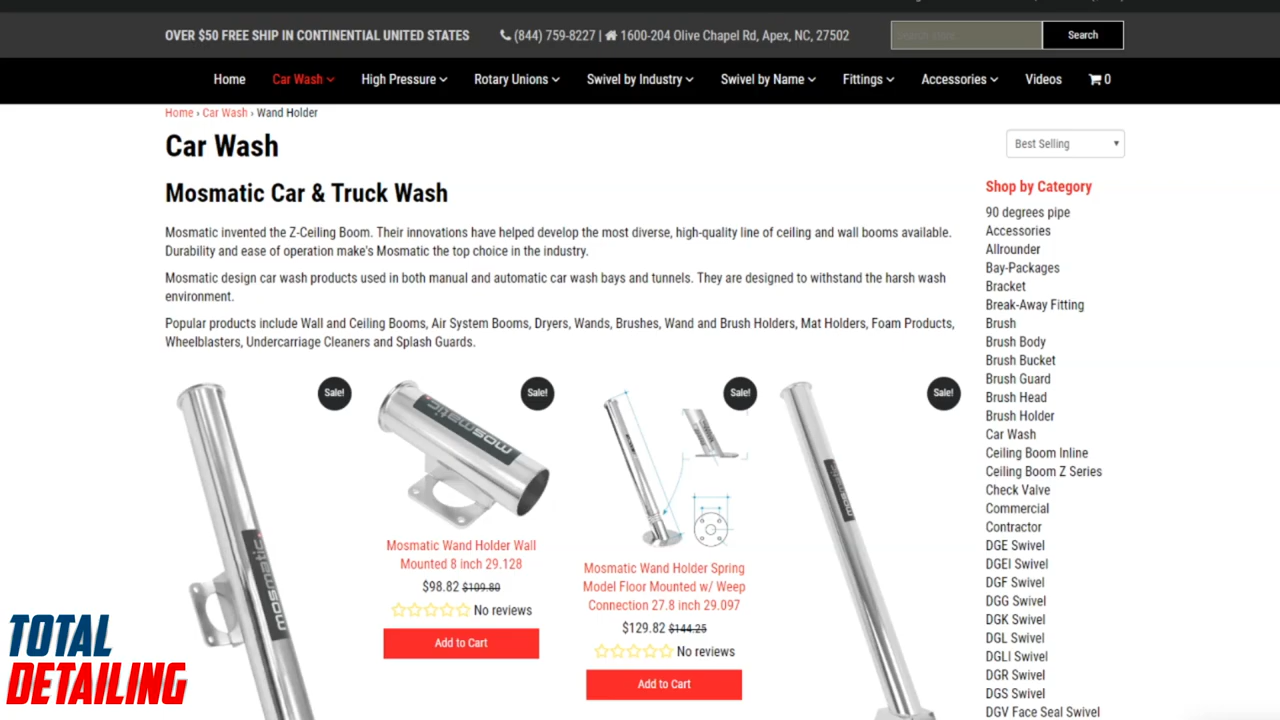 OVER $50 FREE SHIP IN CONTINENTAL UNITED STATES
(844) 759-8227 | 1600-204 Olive Chapel Rd, Apex, NC, 27502
Search
Home
Car Wash
High Pressure
Rotary Unions
Swivel by Industry
Swivel by Name
Fittings
Accessories
Videos
0
Home › Car Wash › Wand Holder
Car Wash
Best Selling
Mosmatic Car & Truck Wash
Mosmatic invented the Z-Ceiling Boom. Their innovations have helped develop the most diverse, high-quality line of ceiling and wall booms available.
Durability and ease of operation make's Mosmatic the top choice in the industry.
Mosmatic design car wash products used in both manual and automatic car wash bays and tunnels. They are designed to withstand the harsh wash
environment.
Popular products include Wall and Ceiling Booms, Air System Booms, Dryers, Wands, Brushes, Wand and Brush Holders, Mat Holders, Foam Products,
Wheelblasters, Undercarriage Cleaners and Splash Guards.
Sale!
mosmatic
Sale!
mosmatic
Mosmatic Wand Holder Wall
Mounted 8 inch 29.128
$98.82 $109.80
No reviews
Add to Cart
Sale!
Mosmatic Wand Holder Spring
Model Floor Mounted w/ Weep
Connection 27.8 inch 29.097
$129.82 $144.25
No reviews
Add to Cart
Sale!
mosmatic
Shop by Category
90 degrees pipe
Accessories
Allrounder
Bay-Packages
Bracket
Break-Away Fitting
Brush
Brush Body
Brush Bucket
Brush Guard
Brush Head
Brush Holder
Car Wash
Ceiling Boom Inline
Ceiling Boom Z Series
Check Valve
Commercial
Contractor
DGE Swivel
DGEI Swivel
DGF Swivel
DGG Swivel
DGK Swivel
DGL Swivel
DGLI Swivel
DGR Swivel
DGS Swivel
DGV Face Seal Swivel
TOTAL
DETAILING